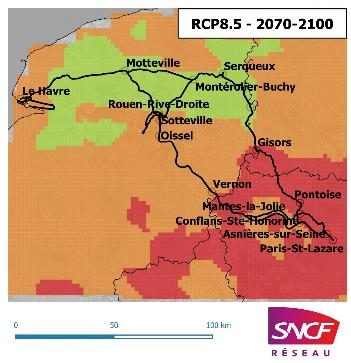 RCP8.5 - 2070-2100
Motteville
Serqueux
Le Havre
Montérolier-Buchy
Rouen-Rive-Droite
Sotteville
Oissel
Gisors
Vernon
Pontoise
Mantes-la-Jolie
Conflans-Ste-Honorine
Asnières-sur-Seine
Paris-St-Lazare
0 50 100 km
SNCF
RÉSEAU